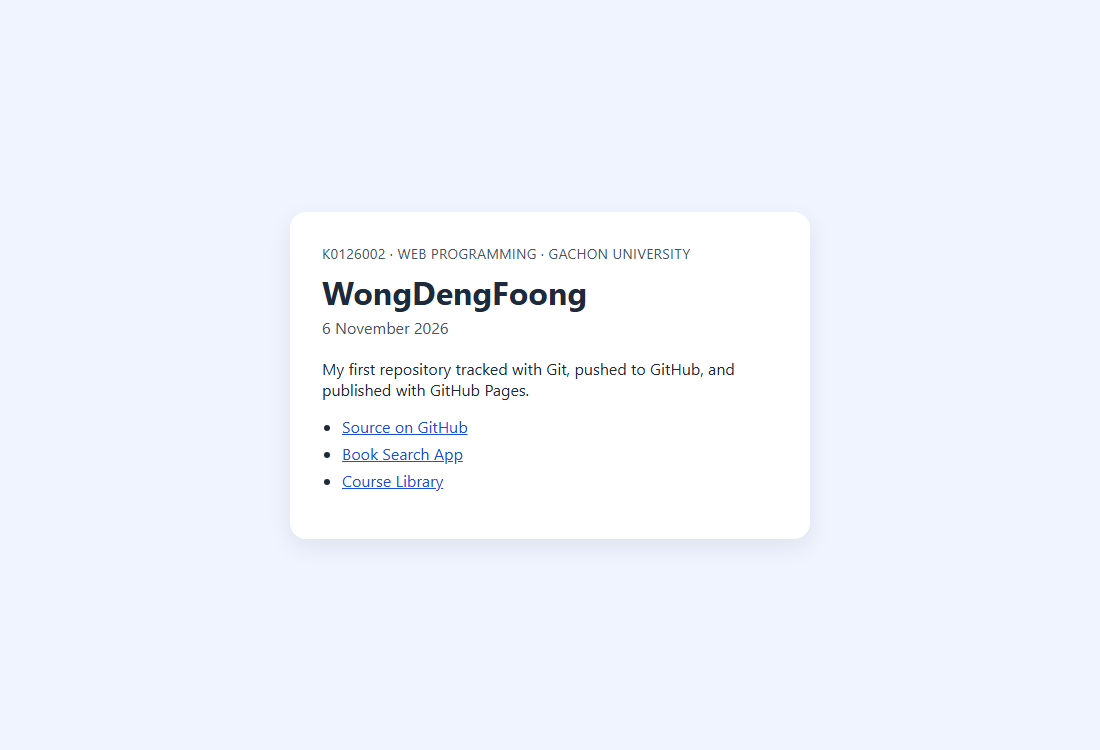 K0126002 · WEB PROGRAMMING · GACHON UNIVERSITY
WongDengFoong
6 November 2026
My first repository tracked with Git, pushed to GitHub, and
published with GitHub Pages.
Source on GitHub
Book Search App
Course Library